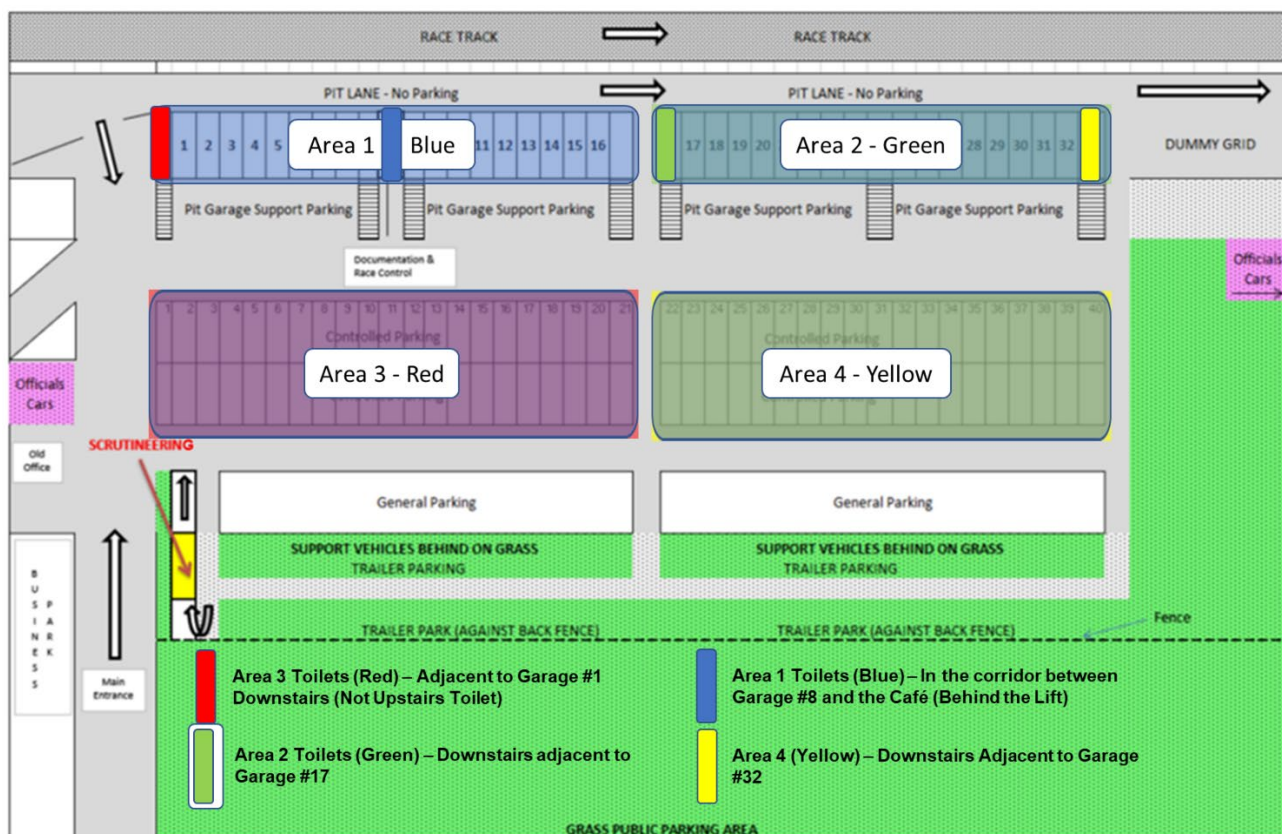 RACE TRACK RACE TRACK
PIT LANE - No Parking PIT LANE - No Parking
1 2 3 4 5 Area 1 Blue 11 12 13 14 15 16 17 18 19 20 Area 2 - Green 28 29 30 31 32 DUMMY GRID
Pit Garage Support Parking Pit Garage Support Parking Pit Garage Support Parking Pit Garage Support Parking
Documentation &
Race Control
Officials
Cars
1 2 3 4 5 6 7 8 9 10 11 12 13 14 15 16 17 18 19 20 21 22 23 24 25 26 27 28 29 30 31 32 33 34 35 36 37 38 39 40
Controlled Parking Controlled Parking
Area 3 - Red Area 4 - Yellow
Officials
Cars
SCRUTINEERING
Old
Office
General Parking General Parking
SUPPORT VEHICLES BEHIND ON GRASS SUPPORT VEHICLES BEHIND ON GRASS
TRAILER PARKING TRAILER PARKING
BUSINESS
PARK
Fence
TRAILER PARK (AGAINST BACK FENCE) TRAILER PARK (AGAINST BACK FENCE)
Main
Entrance
Area 3 Toilets (Red) – Adjacent to Garage #1
Downstairs (Not Upstairs Toilet)
Area 1 Toilets (Blue) – In the corridor between
Garage #8 and the Café (Behind the Lift)
Area 2 Toilets (Green) – Downstairs adjacent to
Garage #17
Area 4 (Yellow) – Downstairs Adjacent to Garage
#32
GRASS PUBLIC PARKING AREA